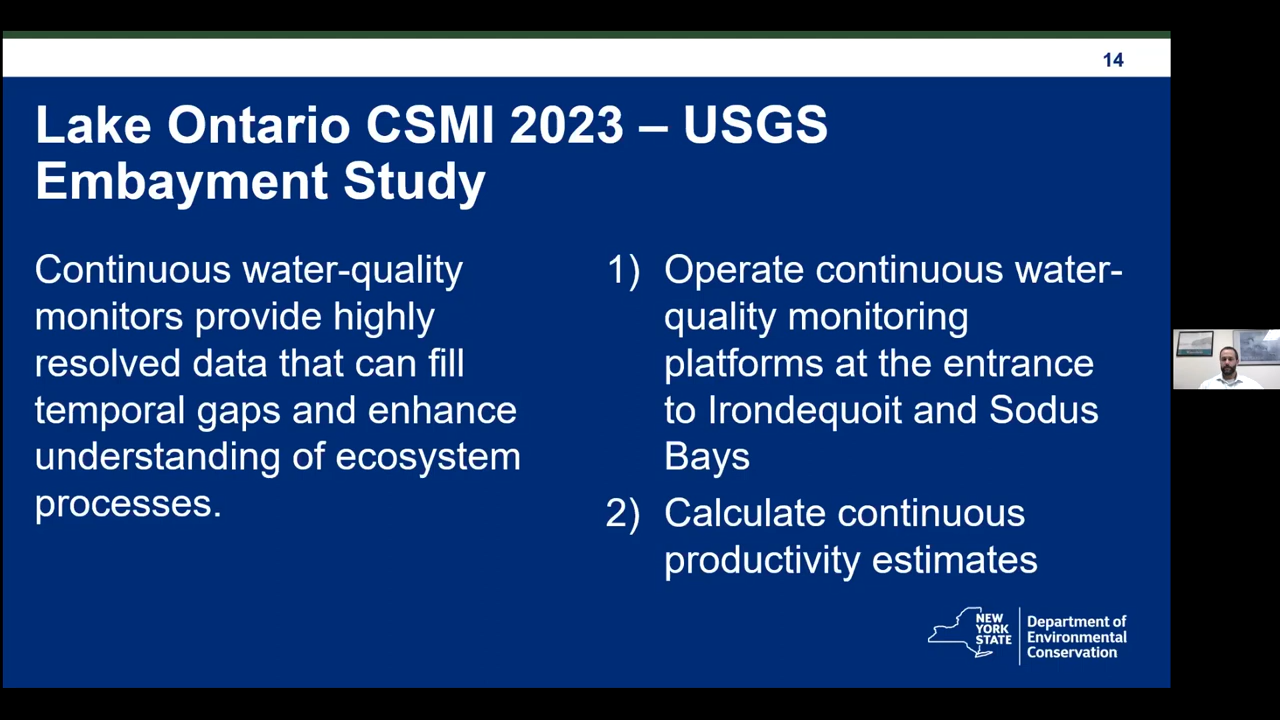 14
Lake Ontario CSMI 2023 – USGS
Embayment Study
Continuous water-quality
monitors provide highly
resolved data that can fill
temporal gaps and enhance
understanding of ecosystem
processes.
1) Operate continuous water-
quality monitoring
platforms at the entrance
to Irondequoit and Sodus
Bays
2) Calculate continuous
productivity estimates
NEW
YORK
STATE
Department of
Environmental
Conservation